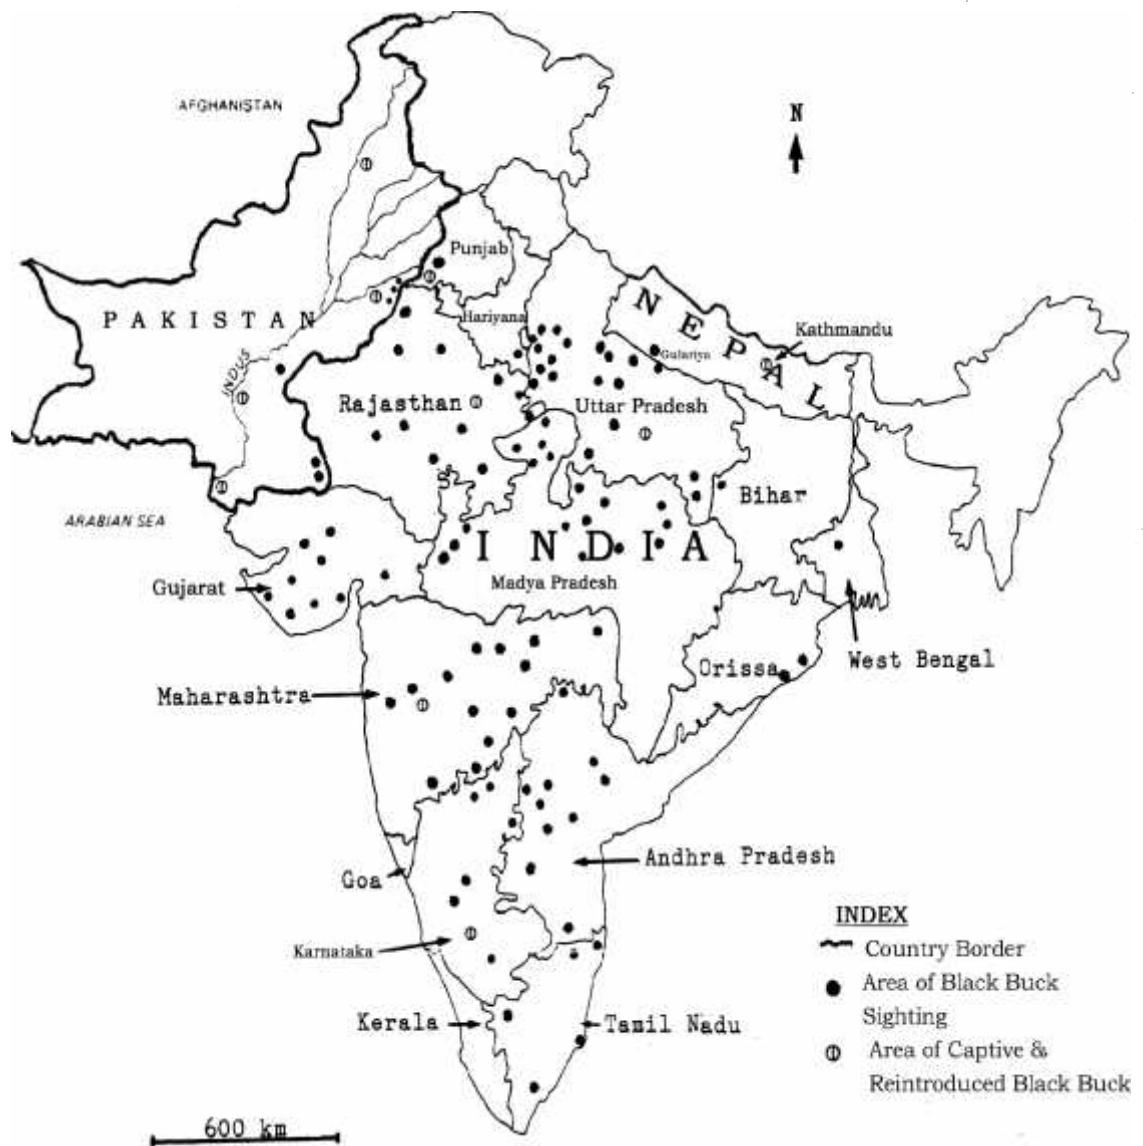 AFGHANISTAN
N
Punjab
PAKISTAN
Hariyana
NEPAL
Kathmandu
Gulariya
INDUS
Rajasthan
Uttar Pradesh
Bihar
ARABIAN SEA
INDIA
Gujarat
Madya Pradesh
West Bengal
Orissa
Maharashtra
Andhra Pradesh
Goa
INDEX
Karnataka
Country Border
Area of Black Buck
Sighting
Kerala
Tamil Nadu
Area of Captive &
Reintroduced Black Buck
600 km